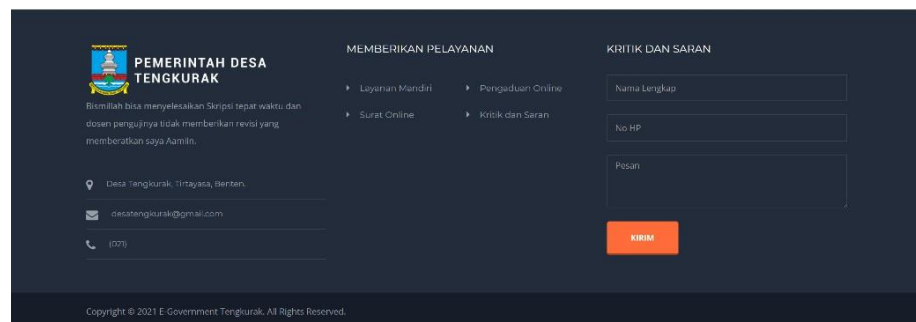 PEMERINTAH DESA
TENGKURAK
Bismillah bisa menyelesaikan Skripsi tepat waktu dan
dosen pengujinya tidak memberikan revisi yang
memberatkan saya Aamiin.
Desa Tengkurak, Tirtayasa, Benten.
desatengkurak@gmail.com
(021)
MEMBERIKAN PELAYANAN
Layanan Mandiri
Pengaduan Online
Surat Online
Kritik dan Saran
KRITIK DAN SARAN
Nama Lengkap
No HP
Pesan
KIRIM
Copyright © 2021 E-Government Tengkurak. All Rights Reserved.